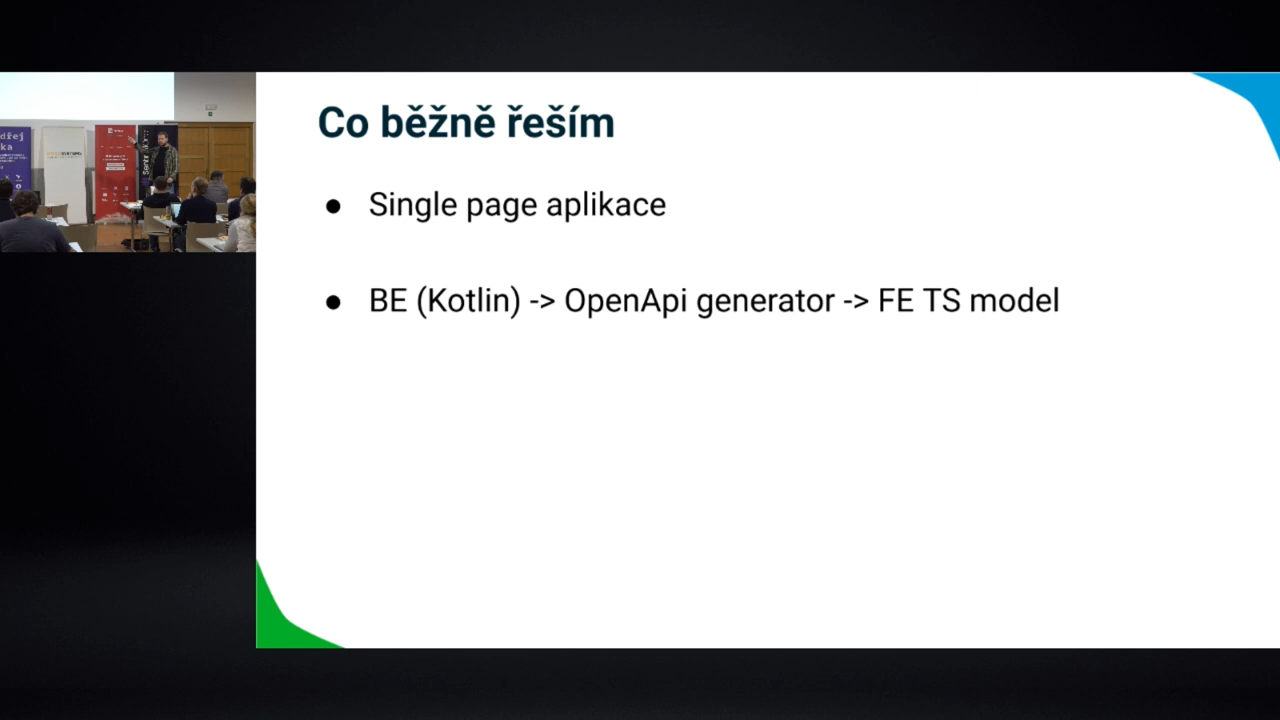 Co běžně řeším
● Single page aplikace
● BE (Kotlin) -> OpenApi generator -> FE TS model